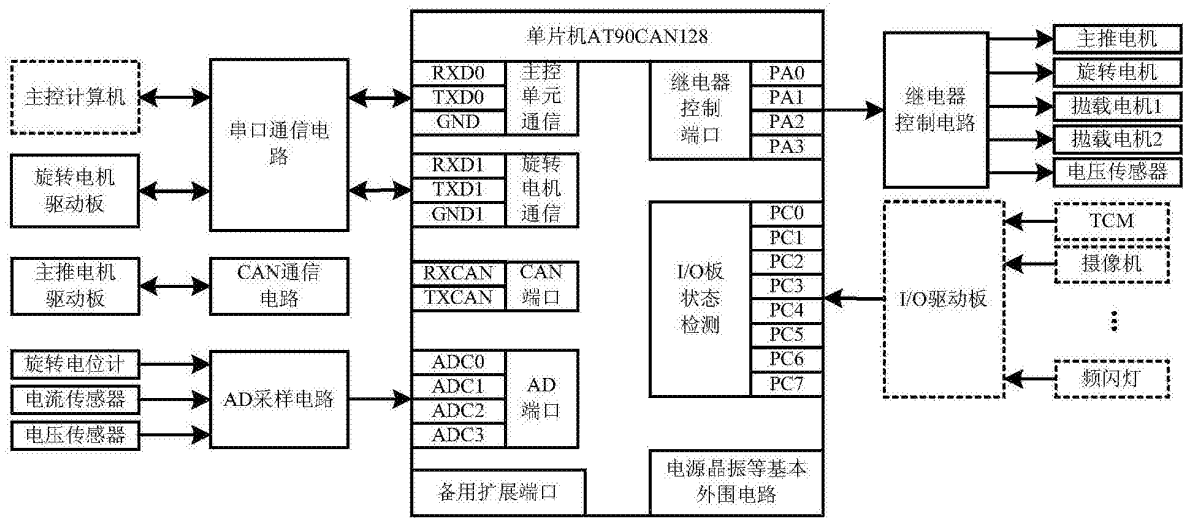 单片机AT90CAN128
主控计算机
旋转电机
驱动板
串口通信电
路
主推电机
驱动板
CAN通信
电路
旋转电位计
电流传感器
电压传感器
AD采样电路
RXD0
TXD0
GND
主控
单元
通信
RXD1
TXD1
GND1
旋转
电机
通信
RXCAN
TXCAN
CAN
端口
ADC0
ADC1
ADC2
ADC3
AD
端口
备用扩展端口
继电器
控制
端口
PA0
PA1
PA2
PA3
I/O板
状态
检测
PC0
PC1
PC2
PC3
PC4
PC5
PC6
PC7
电源晶振等基本
外围电路
继电器
控制电路
主推电机
旋转电机
抛载电机1
抛载电机2
电压传感器
I/O驱动板
TCM
摄像机
频闪灯